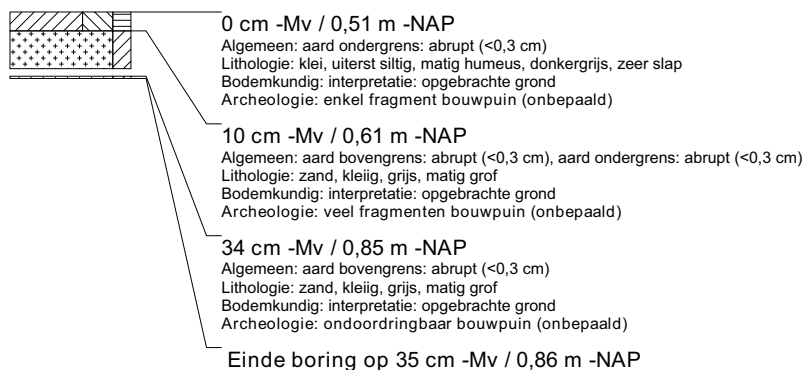 0 cm -Mv / 0,51 m -NAP
Algemeen: aard ondergrens: abrupt (<0,3 cm)
Lithologie: klei, uiterst siltig, matig humeus, donkergrijs, zeer slap
Bodemkundig: interpretatie: opgebrachte grond
Archeologie: enkel fragment bouwpuin (onbepaald)
10 cm -Mv / 0,61 m -NAP
Algemeen: aard bovengrens: abrupt (<0,3 cm), aard ondergrens: abrupt (<0,3 cm)
Lithologie: zand, kleiig, grijs, matig grof
Bodemkundig: interpretatie: opgebrachte grond
Archeologie: veel fragmenten bouwpuin (onbepaald)
34 cm -Mv / 0,85 m -NAP
Algemeen: aard bovengrens: abrupt (<0,3 cm)
Lithologie: zand, kleiig, grijs, matig grof
Bodemkundig: interpretatie: opgebrachte grond
Archeologie: ondoordringbaar bouwpuin (onbepaald)
Einde boring op 35 cm -Mv / 0,86 m -NAP